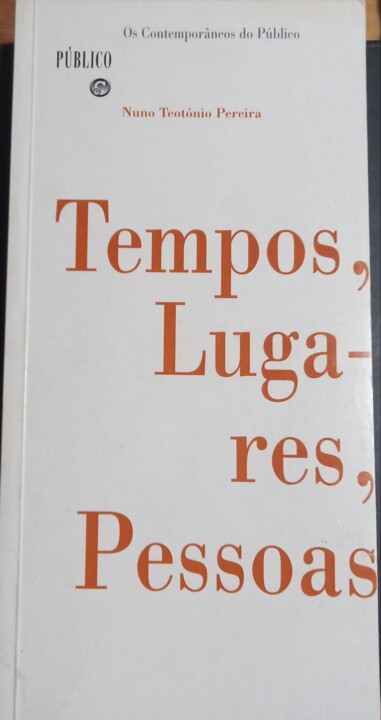 Os Contemporâneos do Público
PÚBLICO
Nuno Teotónio Pereira
Tempos,
Luga-
res,
Pessoas